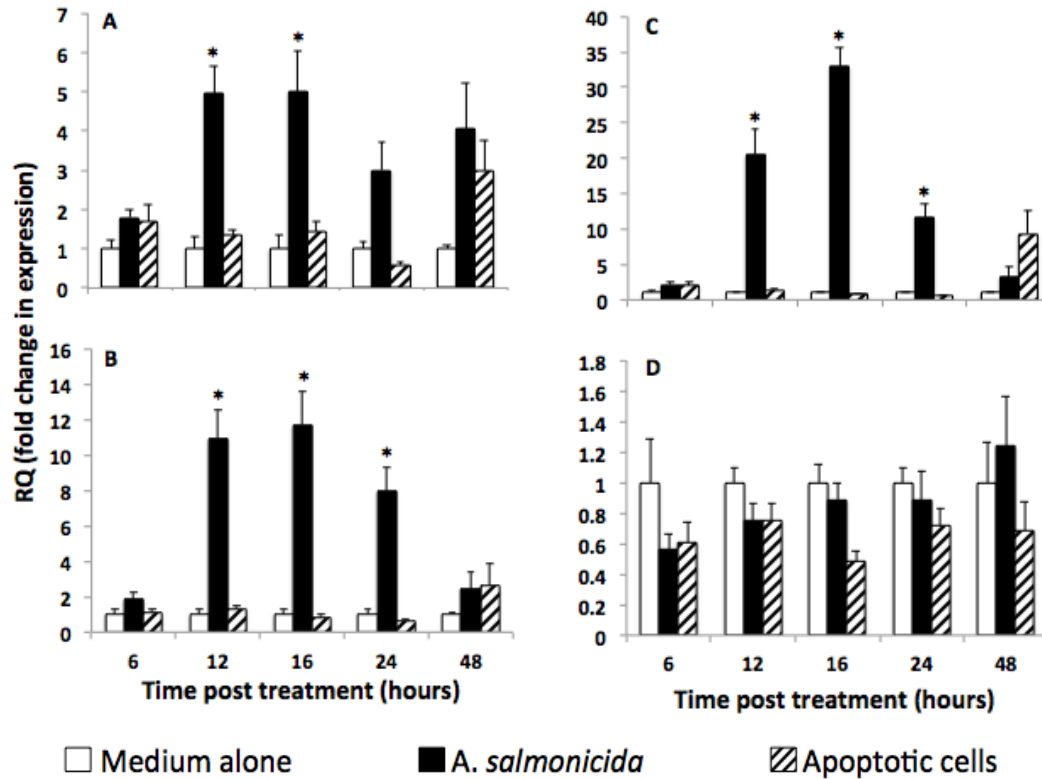 RQ (fold change in expression)
A
7
6
5
4
3
2
1
0
* *
B
16
14
12
10
8
6
4
2
0
* * *
6 12 16 24 48
Time post treatment (hours)
C
40
35
30
25
20
15
10
5
0
* * *
D
1.8
1.6
1.4
1.2
1
0.8
0.6
0.4
0.2
0
6 12 16 24 48
Time post treatment (hours)
Medium alone
A. salmonicida
Apoptotic cells